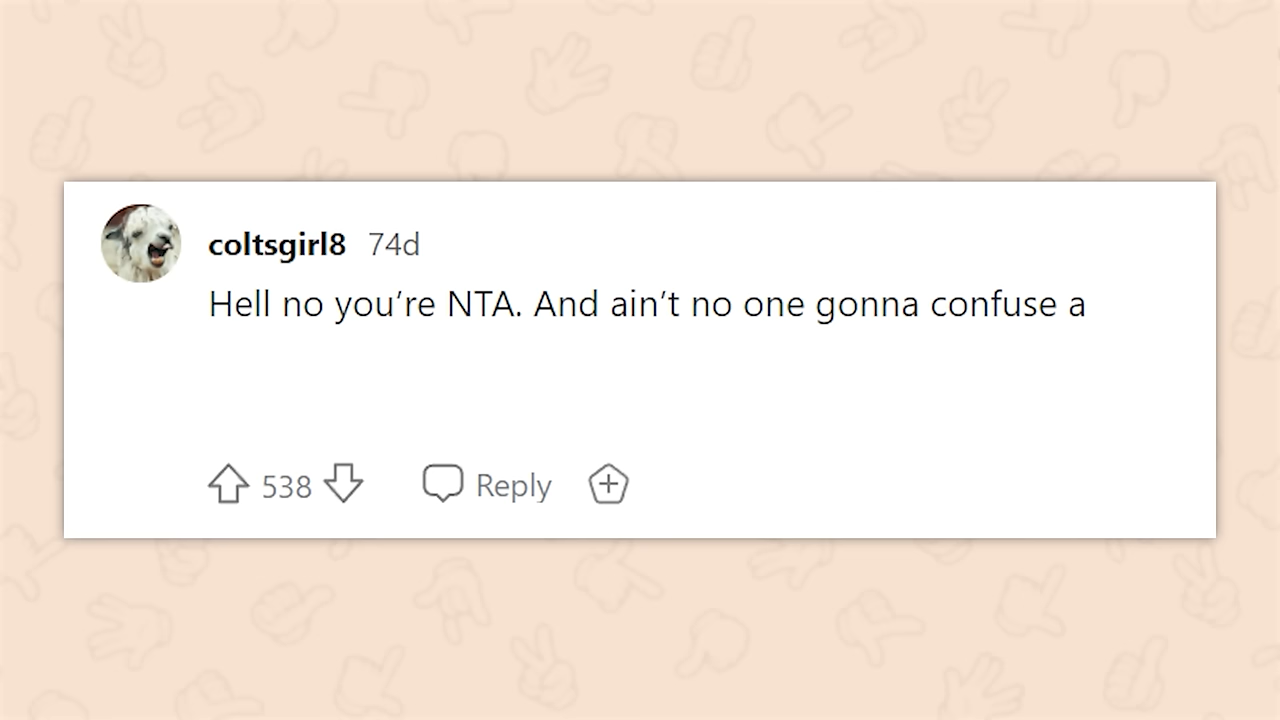 coltsgirl8 74d
Hell no you’re NTA. And ain’t no one gonna confuse a
538 Reply